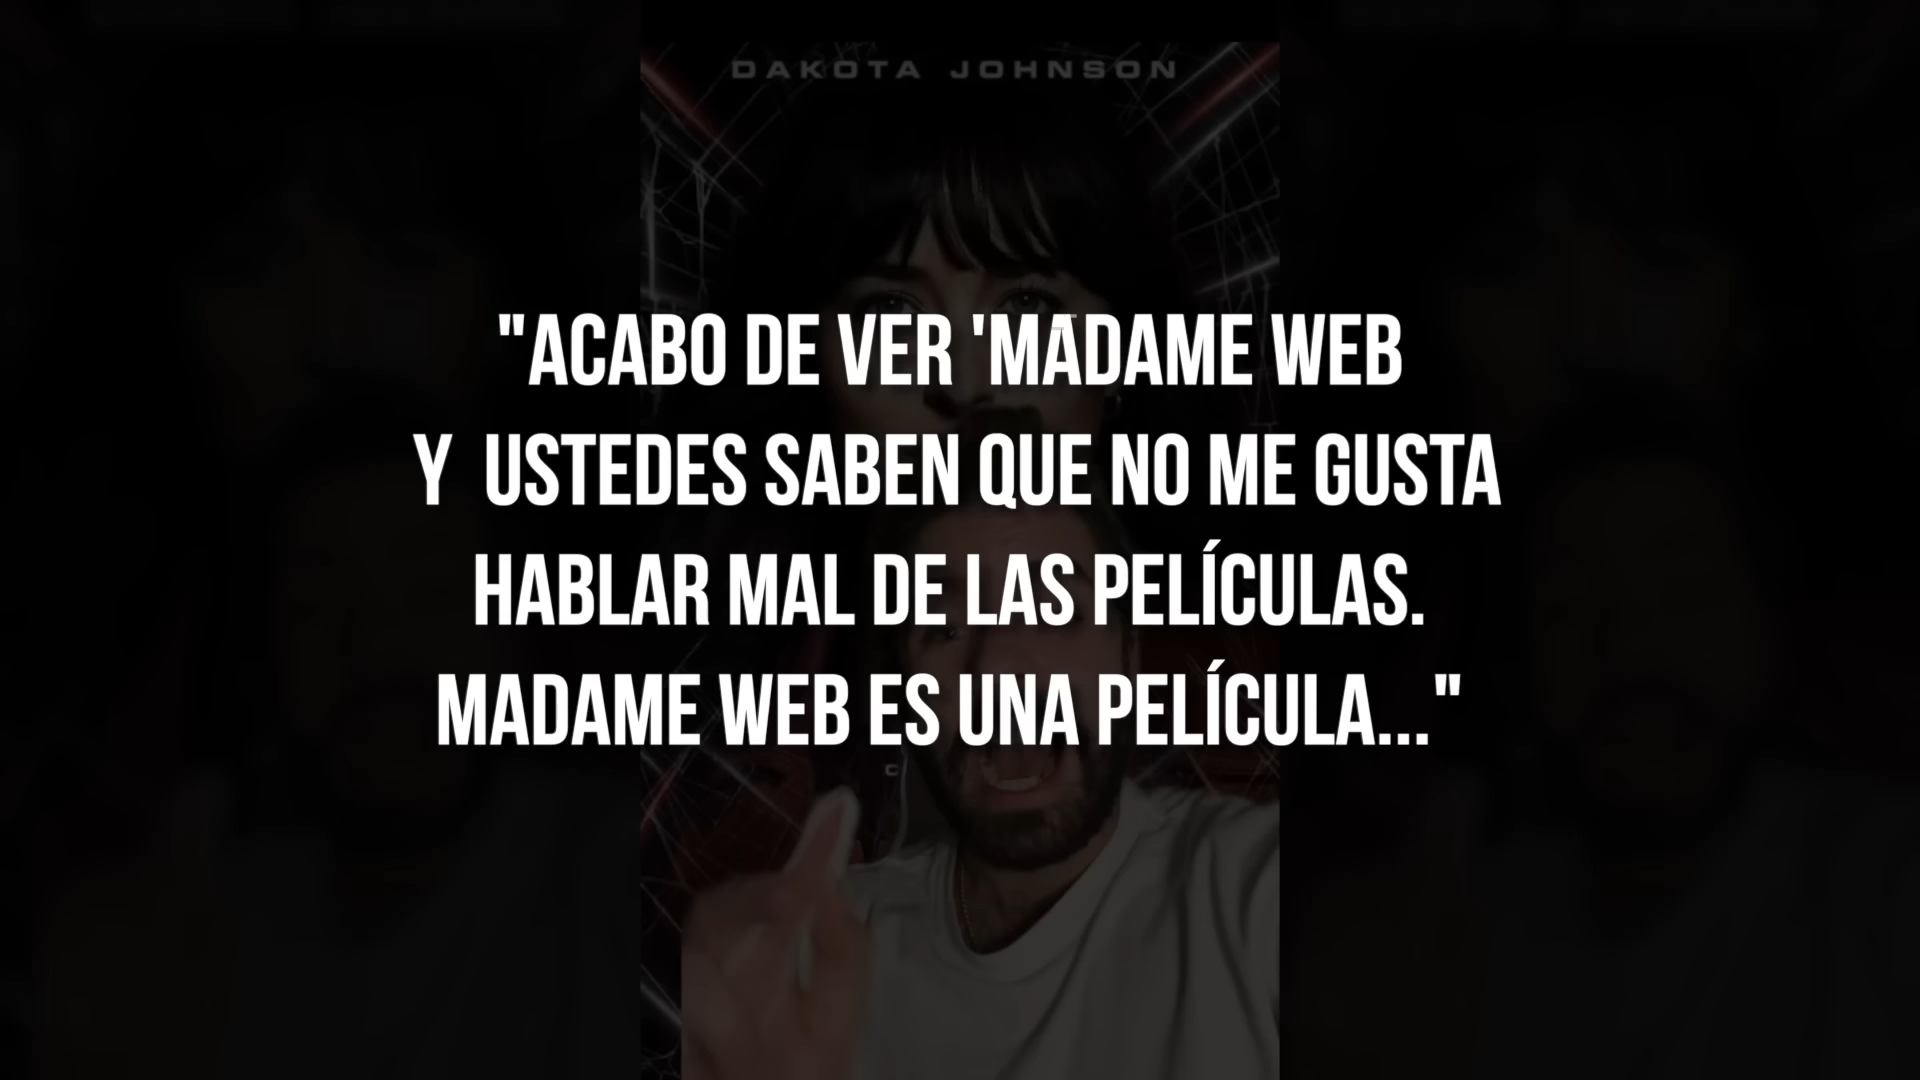 DAKOTA JOHNSON
"ACABO DE VER 'MADAME WEB
Y USTEDES SABEN QUE NO ME GUSTA
HABLAR MAL DE LAS PELÍCULAS.
MADAME WEB ES UNA PELÍCULA..."
C